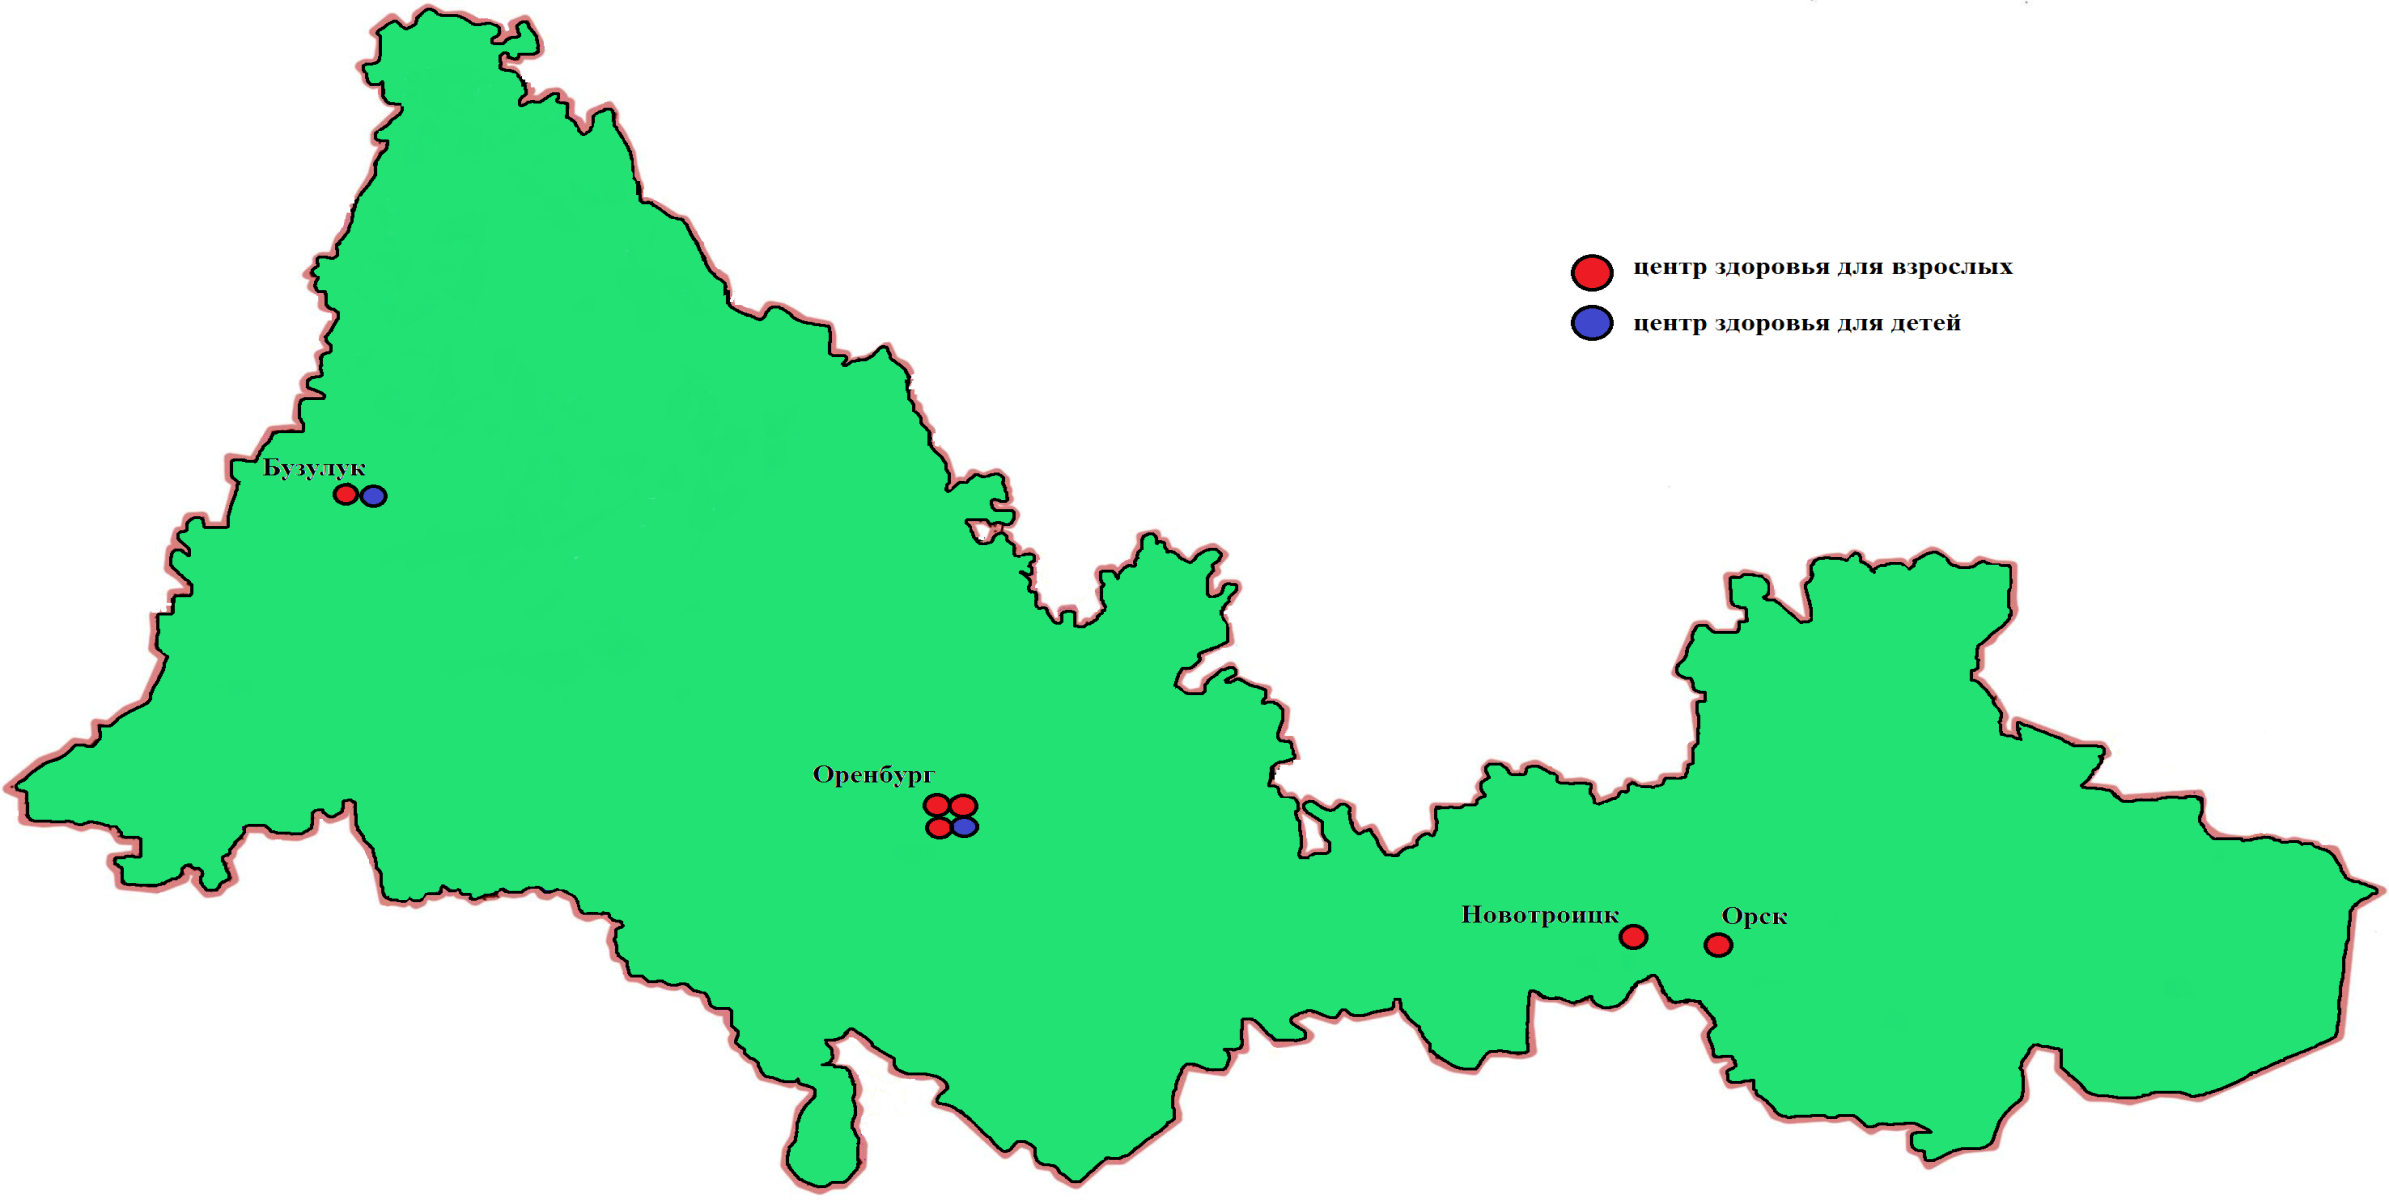 центр здоровья для взрослых
центр здоровья для детей
Бузулук
Оренбург
Новотроицк
Орск